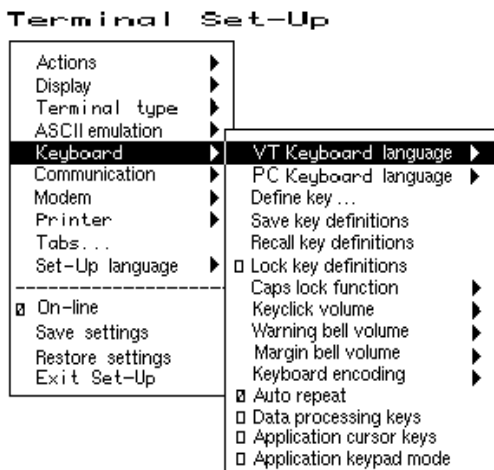 Terminal Set-Up
Actions
Display
Terminal type
ASCII emulation
Keyboard
Communication
Modem
Printer
Tabs...
Set-Up language
On-line
Save settings
Restore settings
Exit Set-Up
VT Keyboard language
PC Keyboard language
Define key ...
Save key definitions
Recall key definitions
Lock key definitions
Caps lock function
Keyclick volume
Warning bell volume
Margin bell volume
Keyboard encoding
Auto repeat
Data processing keys
Application cursor keys
Application keypad mode